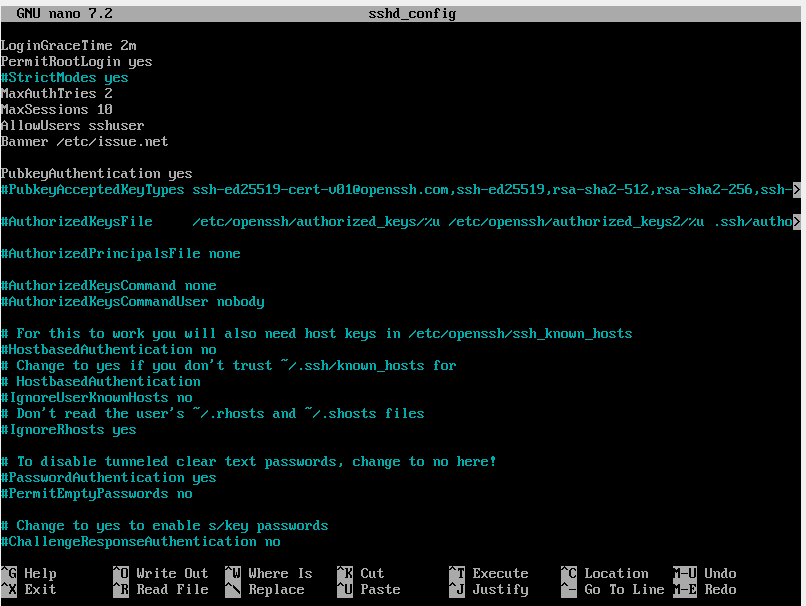 GNU nano 7.2 sshd_config
LoginGraceTime 2m
PermitRootLogin yes
#StrictModes yes
MaxAuthTries 2
MaxSessions 10
AllowUsers sshuser
Banner /etc/issue.net
PubkeyAuthentication yes
#PubkeyAcceptedKeyTypes ssh-ed25519-cert-v01@openssh.com,ssh-ed25519,rsa-sha2-512,rsa-sha2-256,ssh->
#AuthorizedKeysFile /etc/openssh/authorized_keys/%u /etc/openssh/authorized_keys2/%u .ssh/autho>
#AuthorizedPrincipalsFile none
#AuthorizedKeysCommand none
#AuthorizedKeysCommandUser nobody
# For this to work you will also need host keys in /etc/openssh/ssh_known_hosts
#HostbasedAuthentication no
# Change to yes if you don't trust ~/.ssh/known_hosts for
# HostbasedAuthentication
#IgnoreUserKnownHosts no
# Don't read the user's ~/.rhosts and ~/.shosts files
#IgnoreRhosts yes
# To disable tunneled clear text passwords, change to no here!
#PasswordAuthentication yes
#PermitEmptyPasswords no
# Change to yes to enable s/key passwords
#ChallengeResponseAuthentication no
^G Help ^O Write Out ^W Where Is ^K Cut ^T Execute ^C Location M-U Undo
^X Exit ^R Read File ^\ Replace ^U Paste ^J Justify ^_ Go To Line M-E Redo